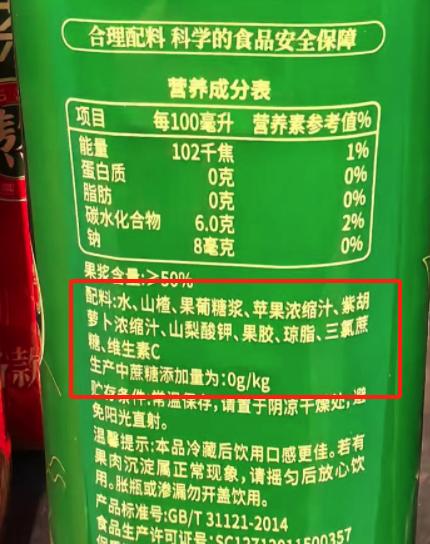 合理配料 科学的食品安全保障
营养成分表
项目 每100毫升 营养素参考值%
能量 102千焦 1%
蛋白质 0克 0%
脂肪 0克 0%
碳水化合物 6.0克 2%
钠 8毫克 0%
果浆含量:≥50%
配料:水、山楂、果葡糖浆、苹果浓缩汁、紫胡
萝卜浓缩汁、山梨酸钾、果胶、琼脂、三氯蔗
糖、维生素C
生产中蔗糖添加量为:0g/kg
贮存条件:常温保存,请置于阴凉干燥处,避
免阳光直射。
温馨提示:本品冷藏后饮用口感更佳。若有
果肉沉淀属正常现象,请摇匀后放心饮
用。胀瓶或渗漏勿开盖饮用。
产品标准号:GB/T 31121-2014
食品生产许可证号:SC12712011500357